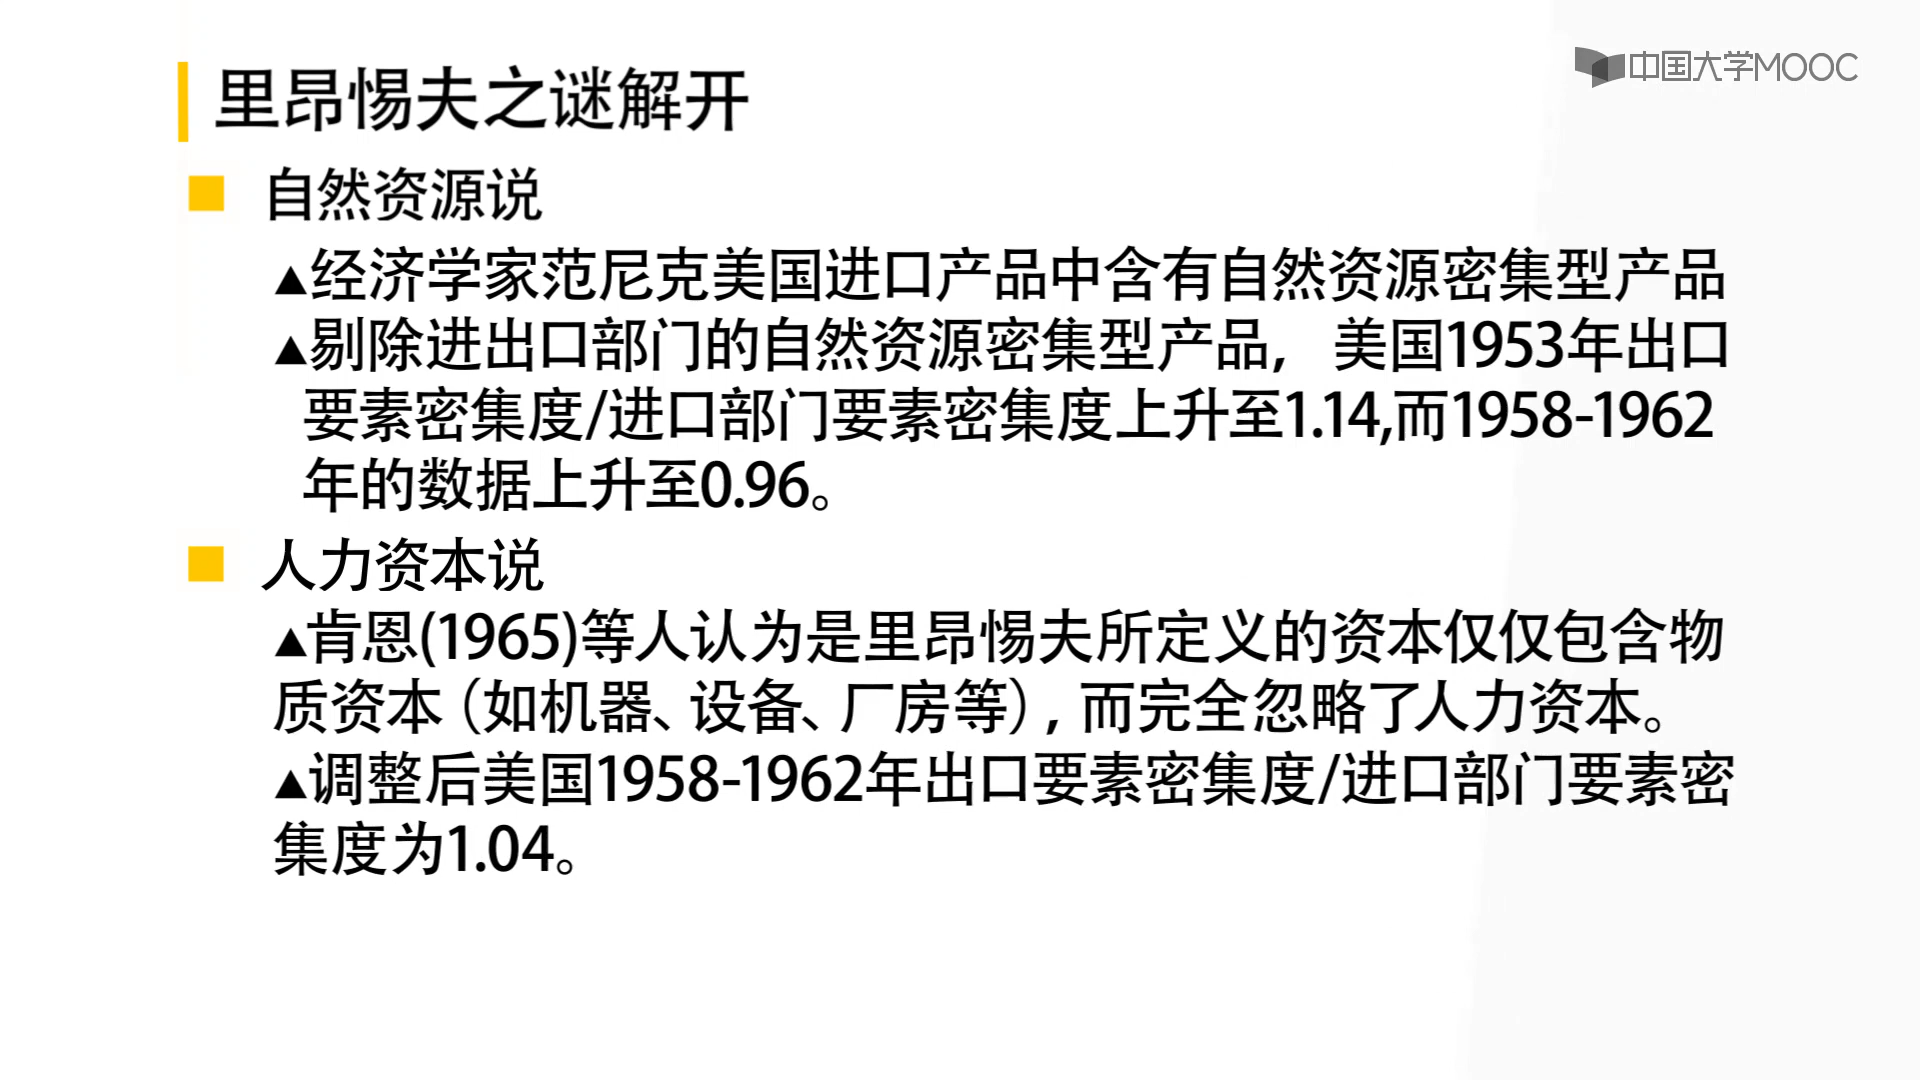 中国大学MOOC
里昂惕夫之谜解开
■ 自然资源说
▲经济学家范尼克美国进口产品中含有自然资源密集型产品
▲剔除进出口部门的自然资源密集型产品， 美国1953年出口
要素密集度/进口部门要素密集度上升至1.14,而1958-1962
年的数据上升至0.96。
■ 人力资本说
▲肯恩(1965)等人认为是里昂惕夫所定义的资本仅仅包含物
质资本（如机器、设备、厂房等）, 而完全忽略了人力资本。
▲调整后美国1958-1962年出口要素密集度/进口部门要素密
集度为1.04。